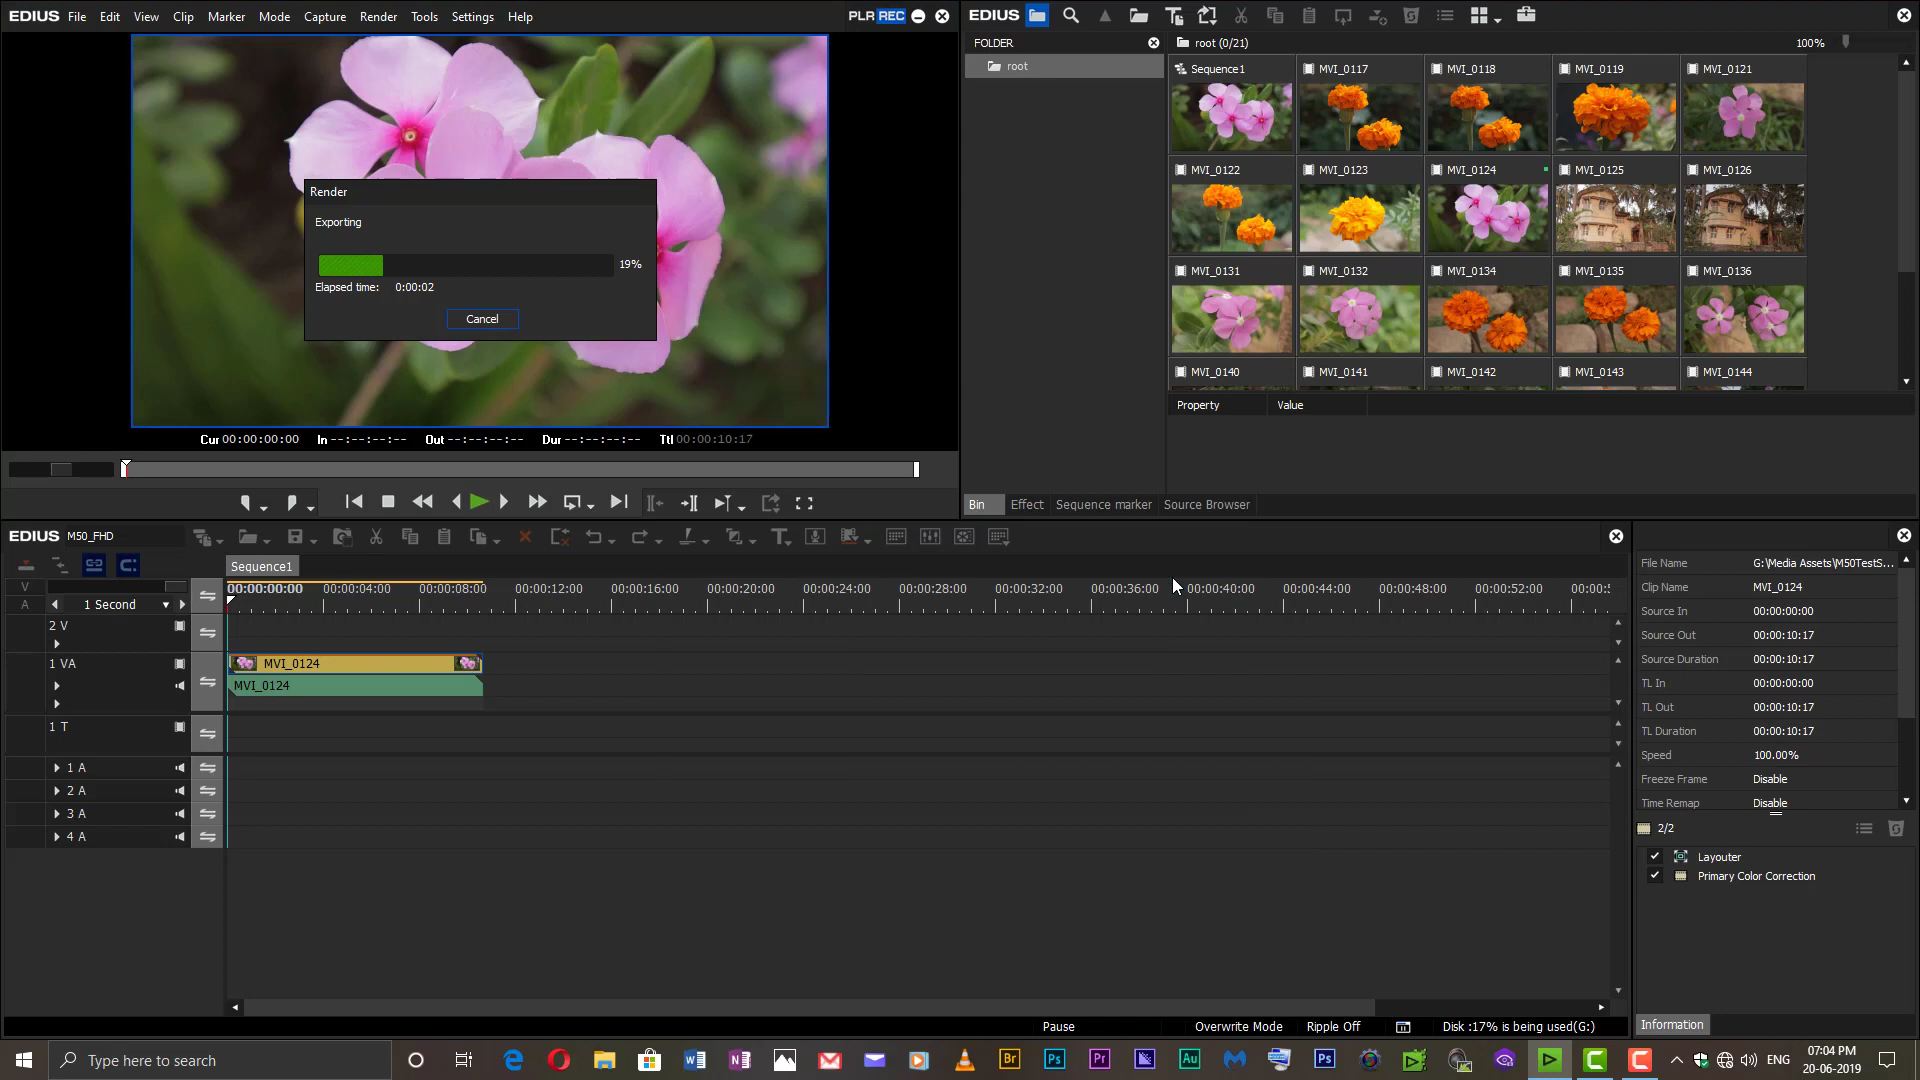 EDIUS File Edit View Clip Marker Mode Capture Render Tools Settings Help PLR REC
Render
Exporting
19%
Elapsed time: 0:00:02
Cancel
Cur 00:00:00:00 In --:--:--:-- Out --:--:--:-- Dur --:--:--:-- Ttl 00:00:10:17
EDIUS
FOLDER
root
root (0/21)
100%
Sequence1 MVI_0117 MVI_0118 MVI_0119 MVI_0121
MVI_0122 MVI_0123 MVI_0124 MVI_0125 MVI_0126
MVI_0131 MVI_0132 MVI_0134 MVI_0135 MVI_0136
MVI_0140 MVI_0141 MVI_0142 MVI_0143 MVI_0144
Property Value
Bin Effect Sequence marker Source Browser
EDIUS M50_FHD
Sequence1
V
A
1 Second
00:00:00:00 00:00:04:00 00:00:08:00 00:00:12:00 00:00:16:00 00:00:20:00 00:00:24:00 00:00:28:00 00:00:32:00 00:00:36:00 00:00:40:00 00:00:44:00 00:00:48:00 00:00:52:00
2 V
1 VA
MVI_0124
MVI_0124
1 T
1 A
2 A
3 A
4 A
File Name G:\Media Assets\M50TestS...
Clip Name MVI_0124
Source In 00:00:00:00
Source Out 00:00:10:17
Source Duration 00:00:10:17
TL In 00:00:00:00
TL Out 00:00:10:17
TL Duration 00:00:10:17
Speed 100.00%
Freeze Frame Disable
Time Remap Disable
2/2
Layouter
Primary Color Correction
Information
Pause Overwrite Mode Ripple Off Disk :17% is being used(G:)
Type here to search
Br Ps Pr Au Ps
ENG
07:04 PM
20-06-2019